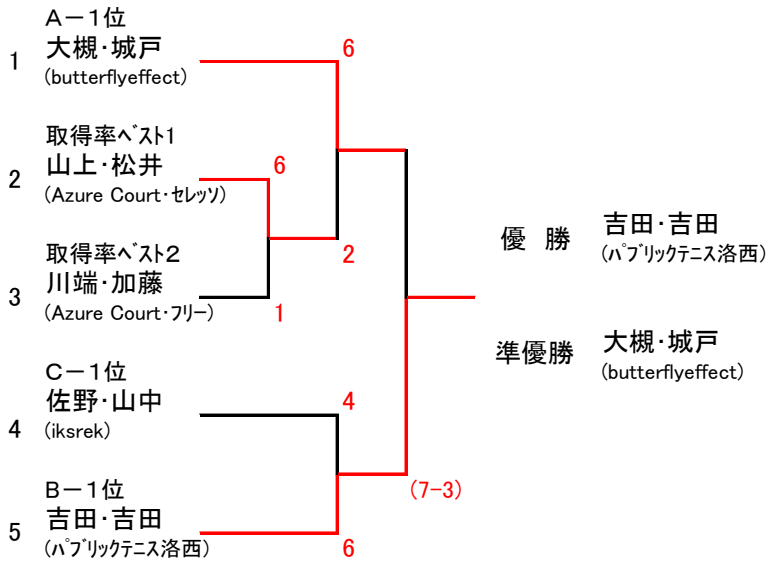 A－1位
1 大槻･城戸
(butterflyeffect)
6
取得率ﾍﾞｽﾄ1
2 山上･松井
(Azure Court･ｾﾚｯｿ)
6
2
取得率ﾍﾞｽﾄ２
3 川端･加藤
(Azure Court･ﾌﾘｰ)
1
C－１位
4 佐野･山中
(iksrek)
4
B－1位
5 吉田･吉田
(ﾊﾟﾌﾞﾘｯｸﾃﾆｽ洛西)
6
(7-3)
優　勝 吉田･吉田
(ﾊﾟﾌﾞﾘｯｸﾃﾆｽ洛西)
準優勝 大槻･城戸
(butterflyeffect)